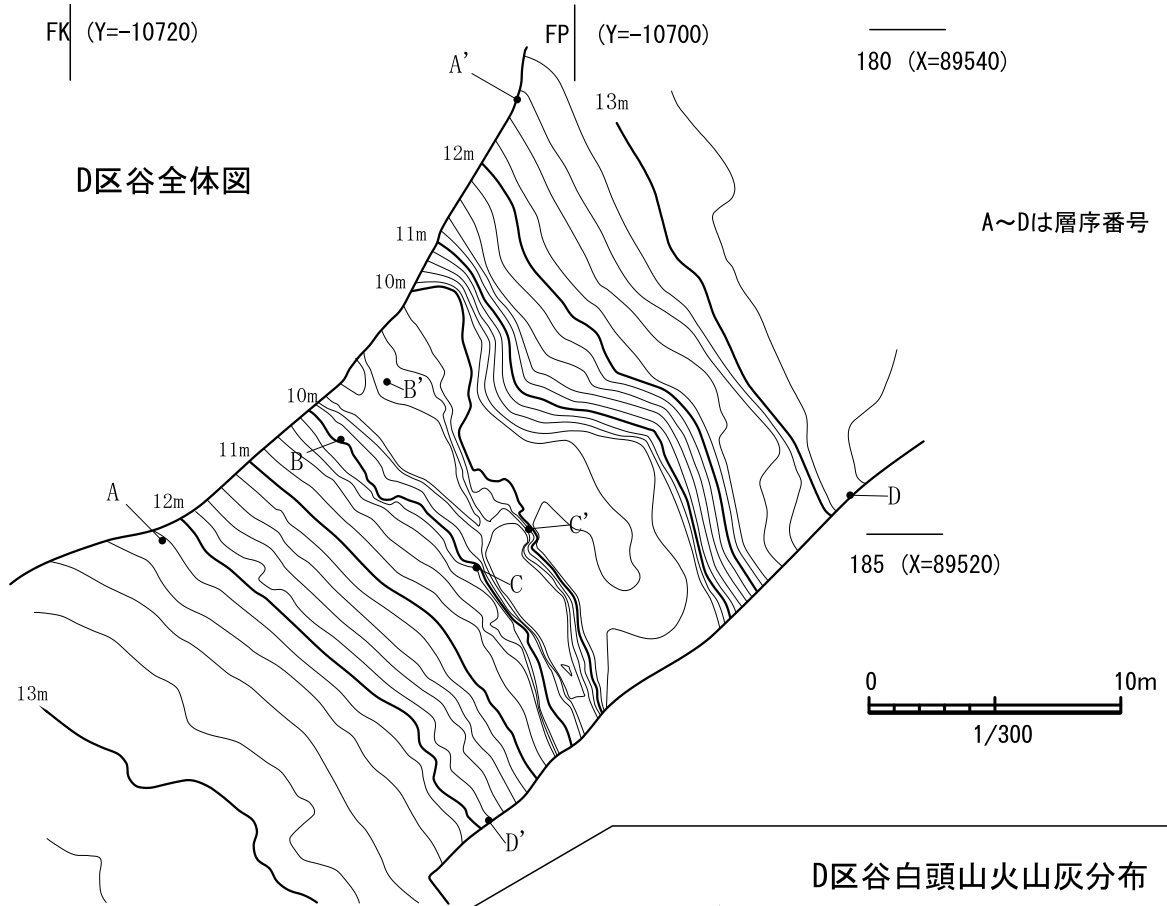 FK (Y=-10720)
FP (Y=-10700)
180 (X=89540)
A'
13m
12m
D区谷全体図
A～Dは層序番号
11m
10m
B'
10m
11m
B
A
12m
D
C'
185 (X=89520)
C
13m
0 10m
1/300
D'
D区谷白頭山火山灰分布